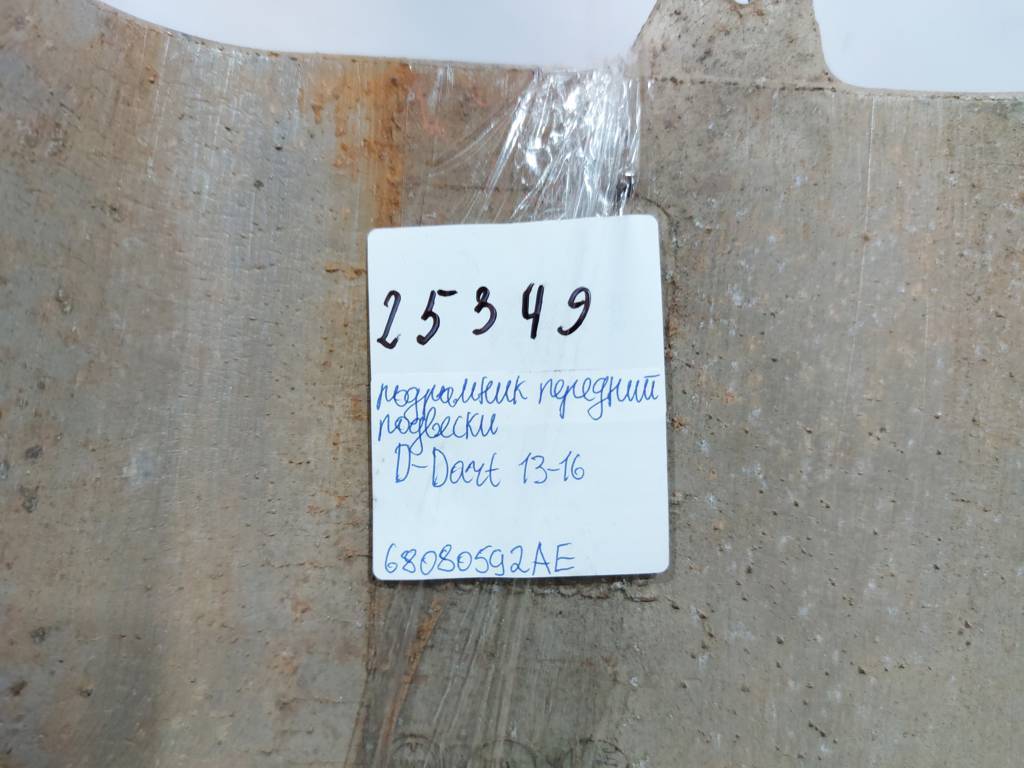 25349
подрамник передний
подвески
D-Dart 13-16
68080592AE